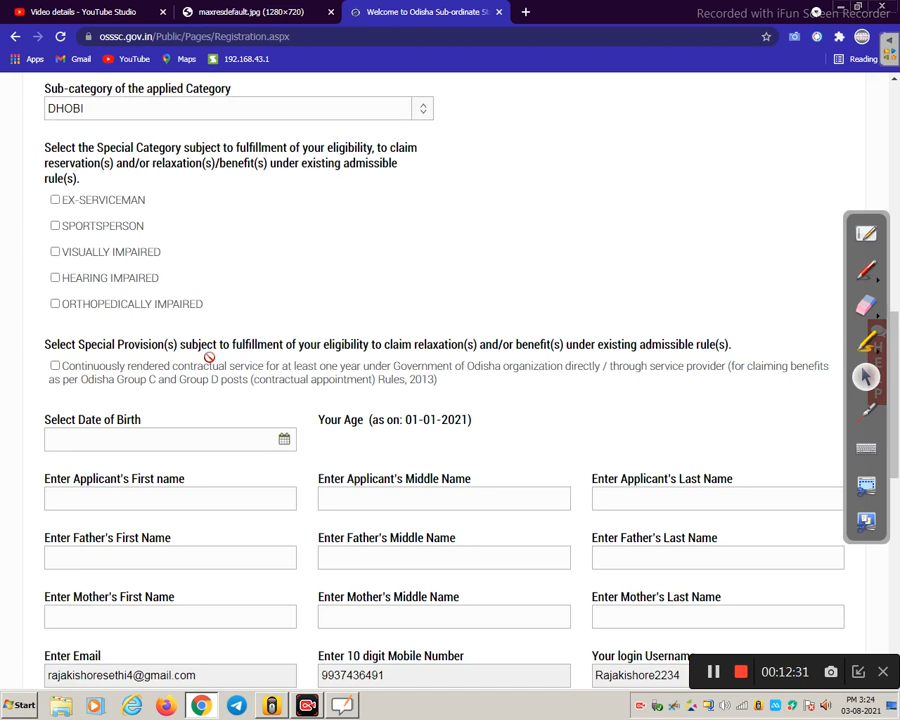 Video details - YouTube Studio
maxresdefault.jpg (1280×720)
Welcome to Odisha Sub-ordinate
Recorded with iFun Screen Recorder
osssc.gov.in/Public/Pages/Registration.aspx
Apps
Gmail
YouTube
Maps
192.168.43.1
Reading
Sub-category of the applied Category
DHOBI
Select the Special Category subject to fulfillment of your eligibility, to claim
reservation(s) and/or relaxation(s)/benefit(s) under existing admissible
rule(s).
EX-SERVICEMAN
SPORTSPERSON
VISUALLY IMPAIRED
HEARING IMPAIRED
ORTHOPEDICALLY IMPAIRED
Select Special Provision(s) subject to fulfillment of your eligibility to claim relaxation(s) and/or benefit(s) under existing admissible rule(s).
Continuously rendered contractual service for at least one year under Government of Odisha organization directly / through service provider (for claiming benefits
as per Odisha Group C and Group D posts (contractual appointment) Rules, 2013)
Select Date of Birth
Your Age (as on: 01-01-2021)
Enter Applicant's First name
Enter Applicant's Middle Name
Enter Applicant's Last Name
Enter Father's First Name
Enter Father's Middle Name
Enter Father's Last Name
Enter Mother's First Name
Enter Mother's Middle Name
Enter Mother's Last Name
Enter Email
Enter 10 digit Mobile Number
Your login Username
rajakishoresethi4@gmail.com
9937436491
Rajakishore2234
00:12:31
Start
PM 3:24
03-08-2021